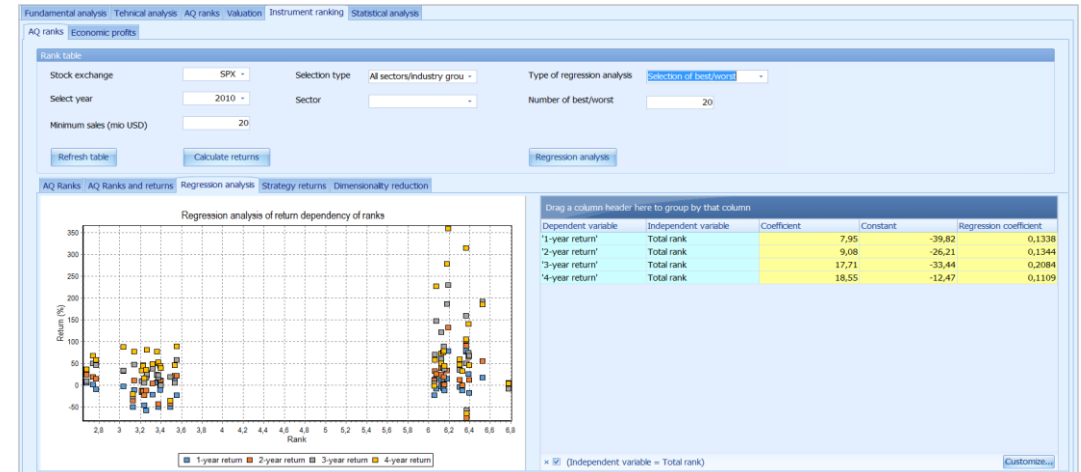 Fundamental analysis Tehnical analysis AQ ranks Valuation Instrument ranking Statistical analysis
AQ ranks Economic profits
Rank table
Stock exchange SPX Selection type All sectors/industry grou Type of regression analysis Selection of best/worst
Select year 2010 Sector Number of best/worst 20
Minimum sales (mio USD) 20
Refresh table Calculate returns Regression analysis
AQ Ranks AQ Ranks and returns Regression analysis Strategy returns Dimensionality reduction
Regression analysis of return dependency of ranks
350
300
250
200
150
100
50
0
-50
Return (%)
2,8 3 3,2 3,4 3,6 3,8 4 4,2 4,4 4,6 4,8 5 5,2 5,4 5,6 5,8 6 6,2 6,4 6,6 6,8
Rank
1-year return 2-year return 3-year return 4-year return
Drag a column header here to group by that column
Dependent variable Independent variable Coefficient Constant Regression coefficient
'1-year return' Total rank 7,95 -39,82 0,1338
'2-year return' Total rank 9,08 -26,21 0,1344
'3-year return' Total rank 17,71 -33,44 0,2084
'4-year return' Total rank 18,55 -12,47 0,1109
× (Independent variable = Total rank) Customize...